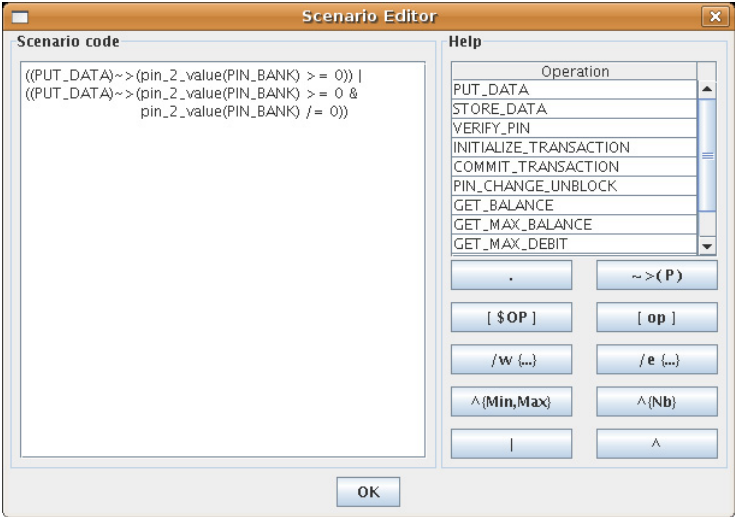 Scenario Editor
Scenario code
((PUT_DATA)~>(pin_2_value(PIN_BANK) >= 0)) |
((PUT_DATA)~>(pin_2_value(PIN_BANK) >= 0 &
pin_2_value(PIN_BANK) /= 0))
Help
Operation
PUT_DATA
STORE_DATA
VERIFY_PIN
INITIALIZE_TRANSACTION
COMMIT_TRANSACTION
PIN_CHANGE_UNBLOCK
GET_BALANCE
GET_MAX_BALANCE
GET_MAX_DEBIT
. ~>(P)
[ $OP ] [ op ]
/w {...} /e {...}
^{Min,Max} ^{Nb}
| ^
OK